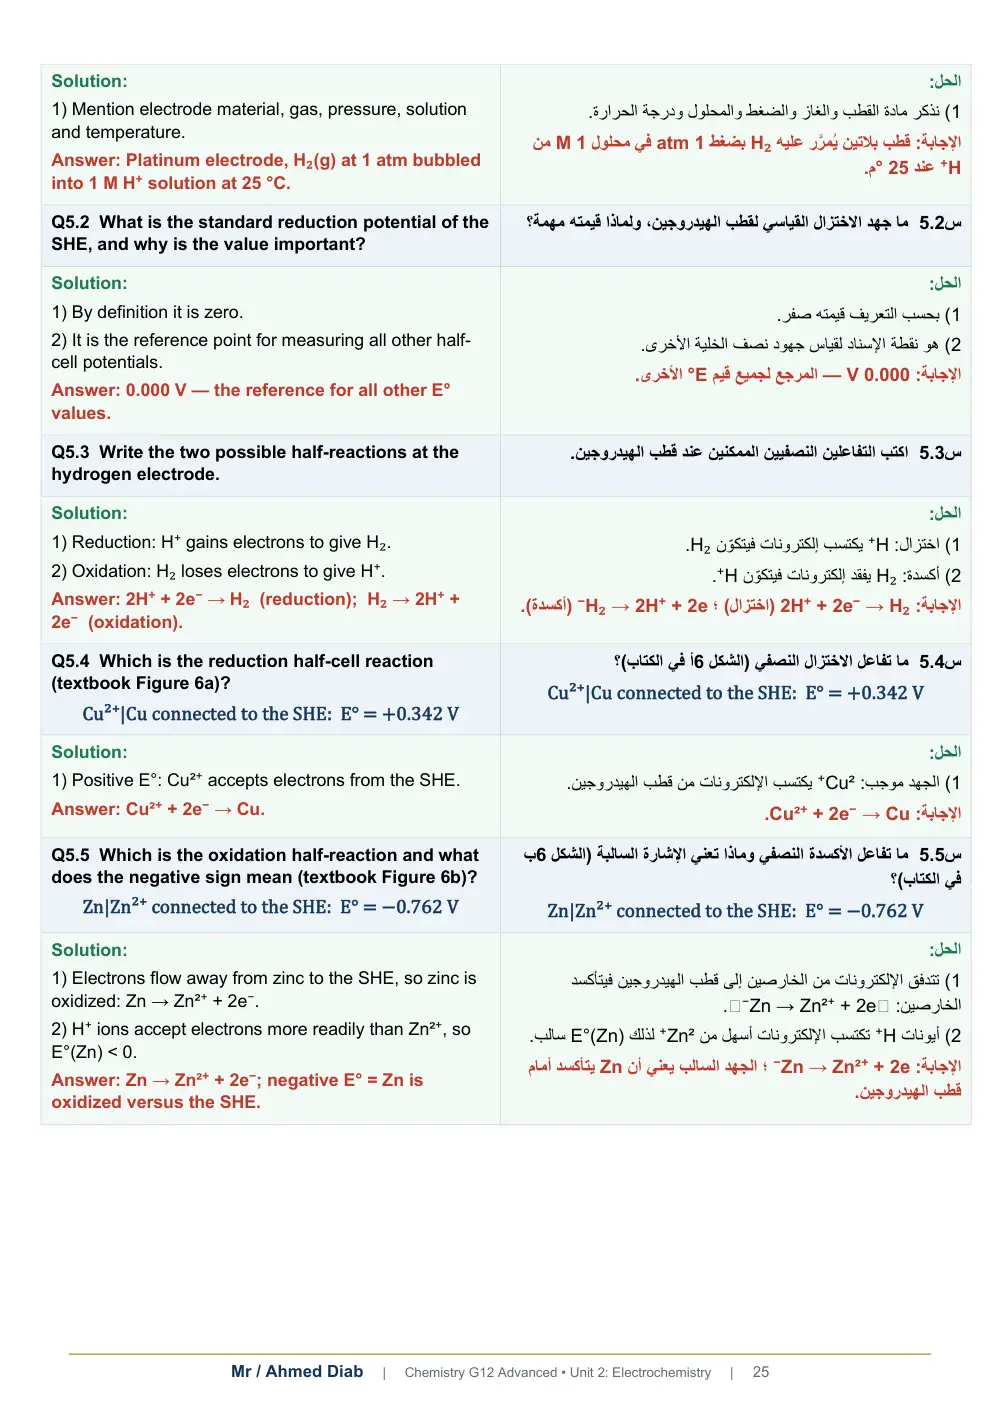 Solution:
1) Mention electrode material, gas, pressure, solution
and temperature.
Answer: Platinum electrode, H₂(g) at 1 atm bubbled
into 1 M H⁺ solution at 25 °C.
الحل:
1) نذكر مادة القطب والغاز والضغط والمحلول ودرجة الحرارة.
الإجابة: قطب بلاتين يُمرَّر عليه H₂ بضغط 1 atm في محلول 1 M من
H⁺ عند 25 °م.
Q5.2 What is the standard reduction potential of the
SHE, and why is the value important?
س5.2 ما جهد الاختزال القياسي لقطب الهيدروجين، ولماذا قيمته مهمة؟
Solution:
1) By definition it is zero.
2) It is the reference point for measuring all other half-
cell potentials.
Answer: 0.000 V — the reference for all other E°
values.
الحل:
1) بحسب التعريف قيمته صفر.
2) هو نقطة الإسناد لقياس جهود نصف الخلية الأخرى.
الإجابة: 0.000 V — المرجع لجميع قيم E° الأخرى.
Q5.3 Write the two possible half-reactions at the
hydrogen electrode.
س5.3 اكتب التفاعلين النصفيين الممكنين عند قطب الهيدروجين.
Solution:
1) Reduction: H⁺ gains electrons to give H₂.
2) Oxidation: H₂ loses electrons to give H⁺.
Answer: 2H⁺ + 2e⁻ → H₂ (reduction); H₂ → 2H⁺ +
2e⁻ (oxidation).
الحل:
1) اختزال: H⁺ يكتسب إلكترونات فيتكوّن H₂.
2) أكسدة: H₂ يفقد إلكترونات فيتكوّن H⁺.
الإجابة: 2H⁺ + 2e⁻ → H₂ (اختزال) ؛ H₂ → 2H⁺ + 2e⁻ (أكسدة).
Q5.4 Which is the reduction half-cell reaction
(textbook Figure 6a)?
Cu²⁺|Cu connected to the SHE: E° = +0.342 V
س5.4 ما تفاعل الاختزال النصفي (الشكل 6أ في الكتاب)؟
Cu²⁺|Cu connected to the SHE: E° = +0.342 V
Solution:
1) Positive E°: Cu²⁺ accepts electrons from the SHE.
Answer: Cu²⁺ + 2e⁻ → Cu.
الحل:
1) الجهد موجب: Cu²⁺ يكتسب الإلكترونات من قطب الهيدروجين.
الإجابة: Cu²⁺ + 2e⁻ → Cu.
Q5.5 Which is the oxidation half-reaction and what
does the negative sign mean (textbook Figure 6b)?
Zn|Zn²⁺ connected to the SHE: E° = −0.762 V
س5.5 ما تفاعل الأكسدة النصفي وماذا تعني الإشارة السالبة (الشكل 6ب
في الكتاب)؟
Zn|Zn²⁺ connected to the SHE: E° = −0.762 V
Solution:
1) Electrons flow away from zinc to the SHE, so zinc is
oxidized: Zn → Zn²⁺ + 2e⁻.
2) H⁺ ions accept electrons more readily than Zn²⁺, so
E°(Zn) < 0.
Answer: Zn → Zn²⁺ + 2e⁻; negative E° = Zn is
oxidized versus the SHE.
الحل:
1) تتدفق الإلكترونات من الخارصين إلى قطب الهيدروجين فيتأكسد
الخارصين: Zn → Zn²⁺ + 2e⁻.
2) أيونات H⁺ تكتسب الإلكترونات أسهل من Zn²⁺ لذلك E°(Zn) سالب.
الإجابة: Zn → Zn²⁺ + 2e⁻ ؛ الجهد السالب يعني أن Zn يتأكسد أمام
قطب الهيدروجين.
Mr / Ahmed Diab | Chemistry G12 Advanced • Unit 2: Electrochemistry | 25